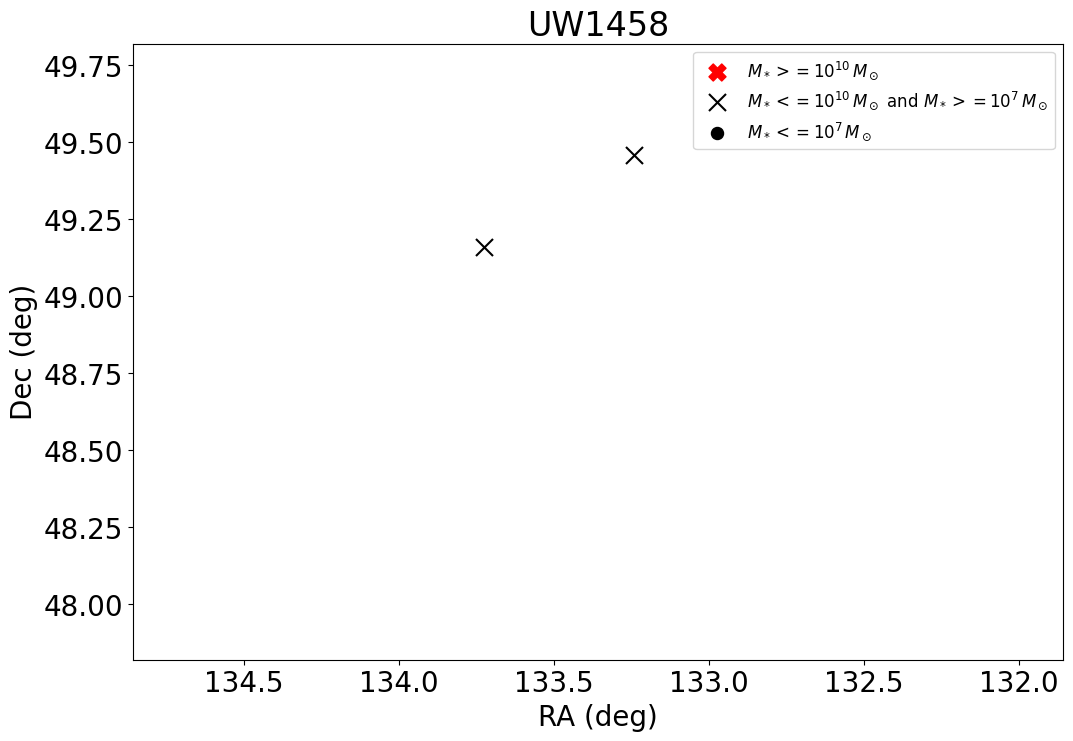 UW1458
M* >= 10^10 M⊙
M* <= 10^10 M⊙ and M* >= 10^7 M⊙
M* <= 10^7 M⊙
49.75
49.50
49.25
49.00
48.75
48.50
48.25
48.00
Dec (deg)
134.5 134.0 133.5 133.0 132.5 132.0
RA (deg)